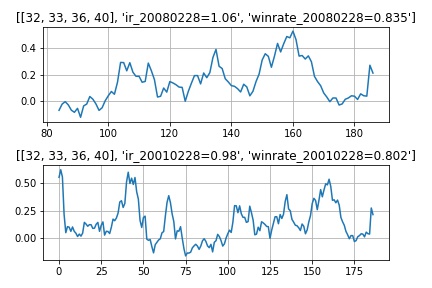 [[32, 33, 36, 40], 'ir_20080228=1.06', 'winrate_20080228=0.835']
0.4
0.2
0.0
80 100 120 140 160 180
[[32, 33, 36, 40], 'ir_20010228=0.98', 'winrate_20010228=0.802']
0.50
0.25
0.00
0 25 50 75 100 125 150 175